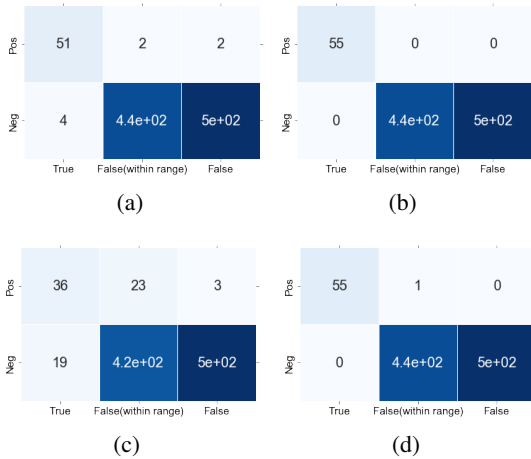 Pos 51 2 2
Neg 4 4.4e+02 5e+02
True False(within range) False
(a)
Pos 55 0 0
Neg 0 4.4e+02 5e+02
True False(within range) False
(b)
Pos 36 23 3
Neg 19 4.2e+02 5e+02
True False(within range) False
(c)
Pos 55 1 0
Neg 0 4.4e+02 5e+02
True False(within range) False
(d)